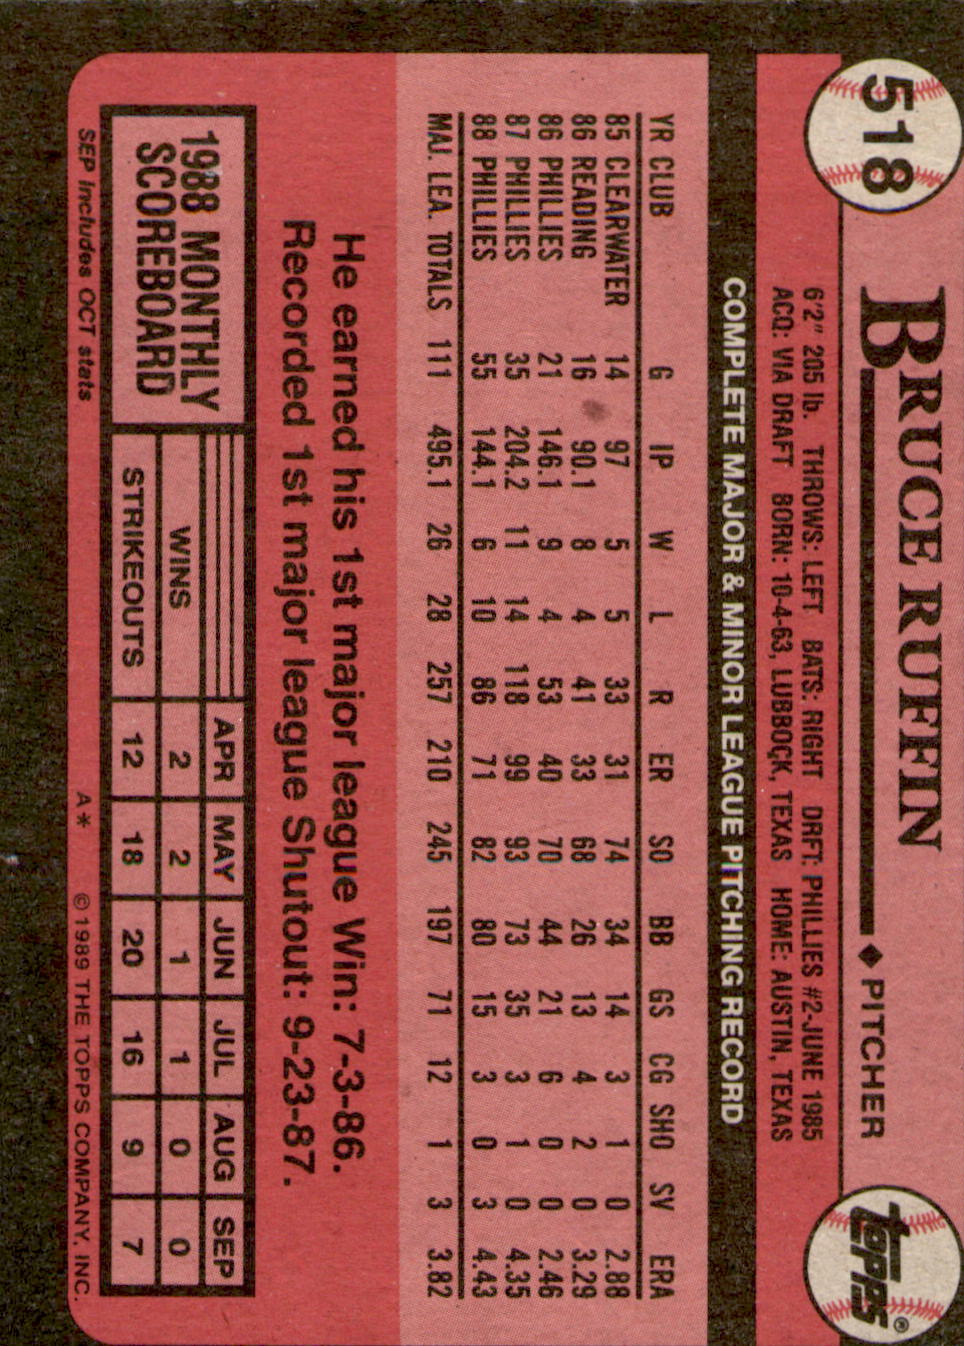 518
BRUCE RUFFIN
◆ PITCHER
topps®
6'2" 205 lb. THROWS: LEFT BATS: RIGHT DRFT: PHILLIES #2-JUNE 1985
ACQ: VIA DRAFT BORN: 10-4-63, LUBBOCK, TEXAS HOME: AUSTIN, TEXAS
COMPLETE MAJOR & MINOR LEAGUE PITCHING RECORD
YR CLUB G IP W L R ER SO BB GS CG SHO SV ERA
85 CLEARWATER 14 97 5 5 33 31 74 34 14 3 1 0 2.88
86 READING 16 90.1 8 4 41 33 68 26 13 4 2 0 3.29
86 PHILLIES 21 146.1 9 4 53 40 70 44 21 6 0 0 2.46
87 PHILLIES 35 204.2 11 14 118 99 93 73 35 3 1 0 4.35
88 PHILLIES 55 144.1 6 10 86 71 82 80 15 3 0 3 4.43
MAJ. LEA. TOTALS 111 495.1 26 28 257 210 245 197 71 12 1 3 3.82
He earned his 1st major league Win: 7-3-86.
Recorded 1st major league Shutout: 9-23-87.
1988 MONTHLY
SCOREBOARD
APR MAY JUN JUL AUG SEP
WINS 2 2 1 1 0 0
STRIKEOUTS 12 18 20 16 9 7
SEP includes OCT stats. A* ©1989 THE TOPPS COMPANY, INC.